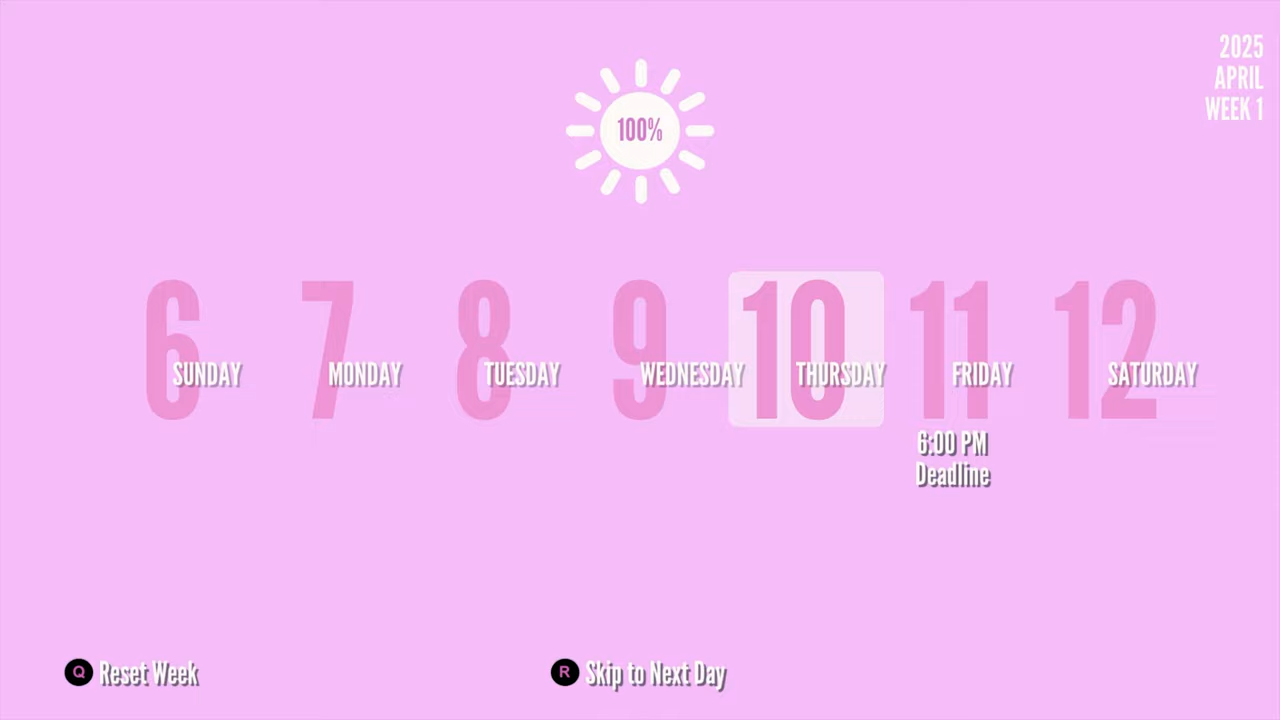 2025
APRIL
WEEK 1
100%
6 7 8 9 10 11 12
SUNDAY MONDAY TUESDAY WEDNESDAY THURSDAY FRIDAY SATURDAY
6:00 PM
Deadline
Q Reset Week
R Skip to Next Day